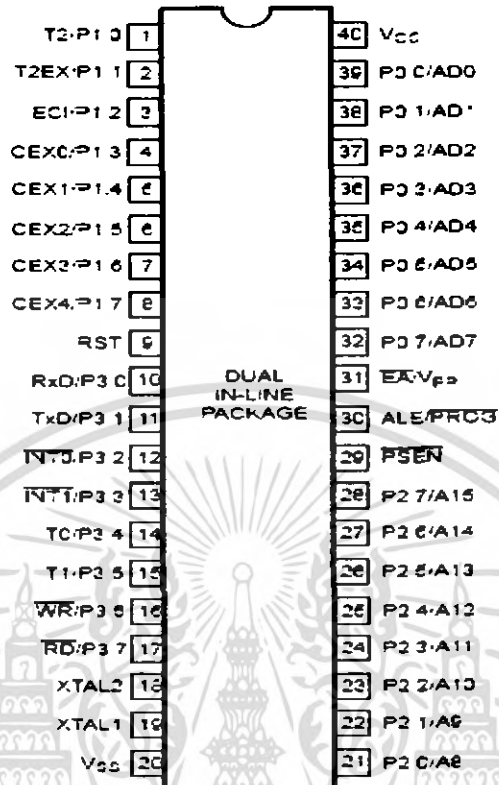 T2/P1.0 1 40 VCC
T2EX/P1.1 2 39 P0.0/AD0
ECI/P1.2 3 38 P0.1/AD1
CEX0/P1.3 4 37 P0.2/AD2
CEX1/P1.4 5 36 P0.3/AD3
CEX2/P1.5 6 35 P0.4/AD4
CEX3/P1.6 7 34 P0.5/AD5
CEX4/P1.7 8 33 P0.6/AD6
RST 9 32 P0.7/AD7
RxD/P3.0 10 31 EA/VPP
TxD/P3.1 11 30 ALE/PROG
INT0/P3.2 12 29 PSEN
INT1/P3.3 13 28 P2.7/A15
T0/P3.4 14 27 P2.6/A14
T1/P3.5 15 26 P2.5/A13
WR/P3.6 16 25 P2.4/A12
RD/P3.7 17 24 P2.3/A11
XTAL2 18 23 P2.2/A10
XTAL1 19 22 P2.1/A9
VSS 20 21 P2.0/A8
DUAL
IN-LINE
PACKAGE